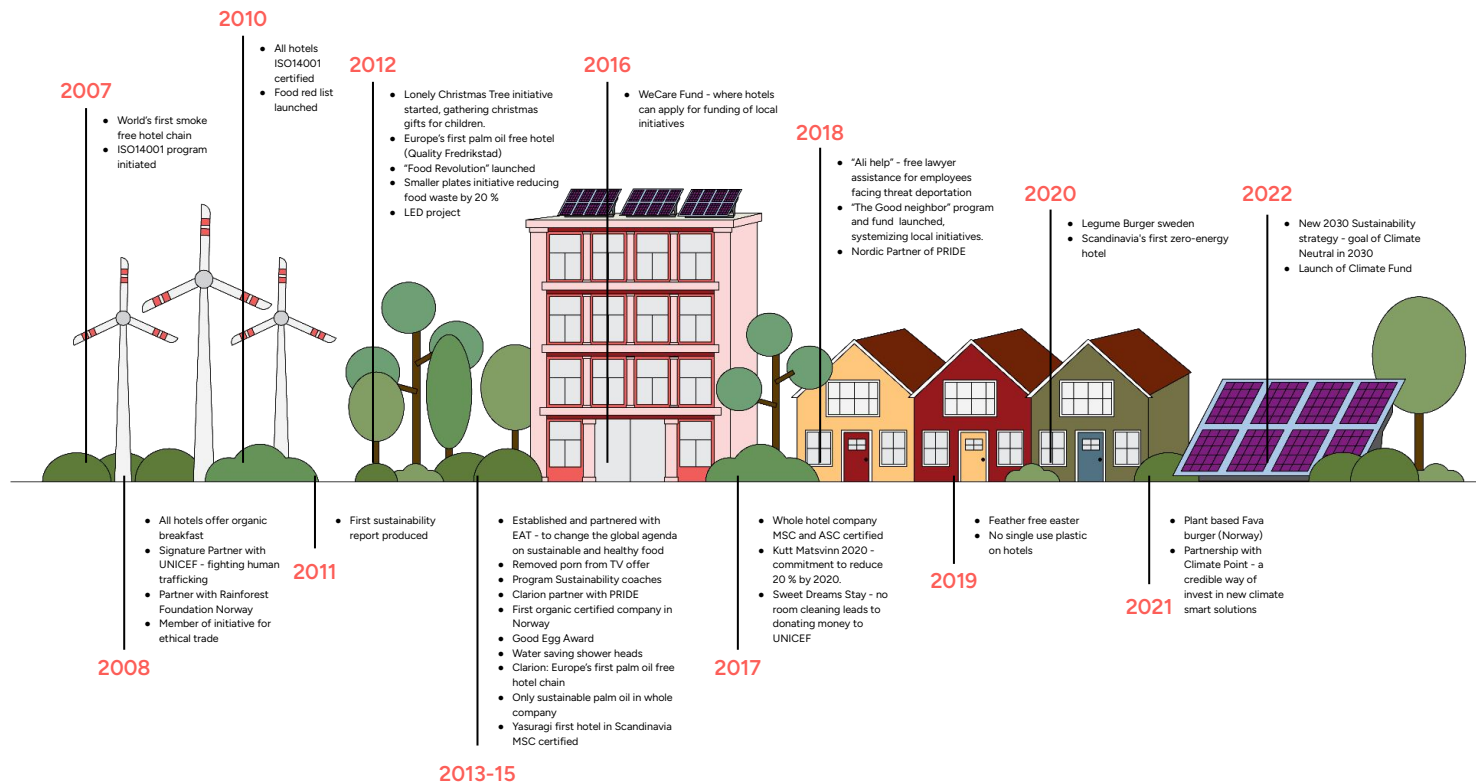 2007
● World's first smoke
free hotel chain
● ISO14001 program
initiated
2008
● All hotels offer organic
breakfast
● Signature Partner with
UNICEF - fighting human
trafficking
● Partner with Rainforest
Foundation Norway
● Member of initiative for
ethical trade
2010
● All hotels
ISO14001
certified
● Food red list
launched
2011
● First sustainability
report produced
2012
● Lonely Christmas Tree initiative
started, gathering christmas
gifts for children.
● Europe's first palm oil free hotel
(Quality Fredrikstad)
● "Food Revolution" launched
● Smaller plates initiative reducing
food waste by 20 %
● LED project
2013-15
● Established and partnered with
EAT - to change the global agenda
on sustainable and healthy food
● Removed porn from TV offer
● Program Sustainability coaches
● Clarion partner with PRIDE
● First organic certified company in
Norway
● Good Egg Award
● Water saving shower heads
● Clarion: Europe's first palm oil free
hotel chain
● Only sustainable palm oil in whole
company
● Yasuragi first hotel in Scandinavia
MSC certified
2016
● WeCare Fund - where hotels
can apply for funding of local
initiatives
2017
● Whole hotel company
MSC and ASC certified
● Kutt Matsvinn 2020 -
commitment to reduce
20 % by 2020.
● Sweet Dreams Stay - no
room cleaning leads to
donating money to
UNICEF
2018
● "Ali help" - free lawyer
assistance for employees
facing threat deportation
● "The Good neighbor" program
and fund launched,
systemizing local initiatives.
● Nordic Partner of PRIDE
2019
● Feather free easter
● No single use plastic
on hotels
2020
● Legume Burger sweden
● Scandinavia's first zero-energy
hotel
2021
● Plant based Fava
burger (Norway)
● Partnership with
Climate Point - a
credible way of
invest in new climate
smart solutions
2022
● New 2030 Sustainability
strategy - goal of Climate
Neutral in 2030
● Launch of Climate Fund